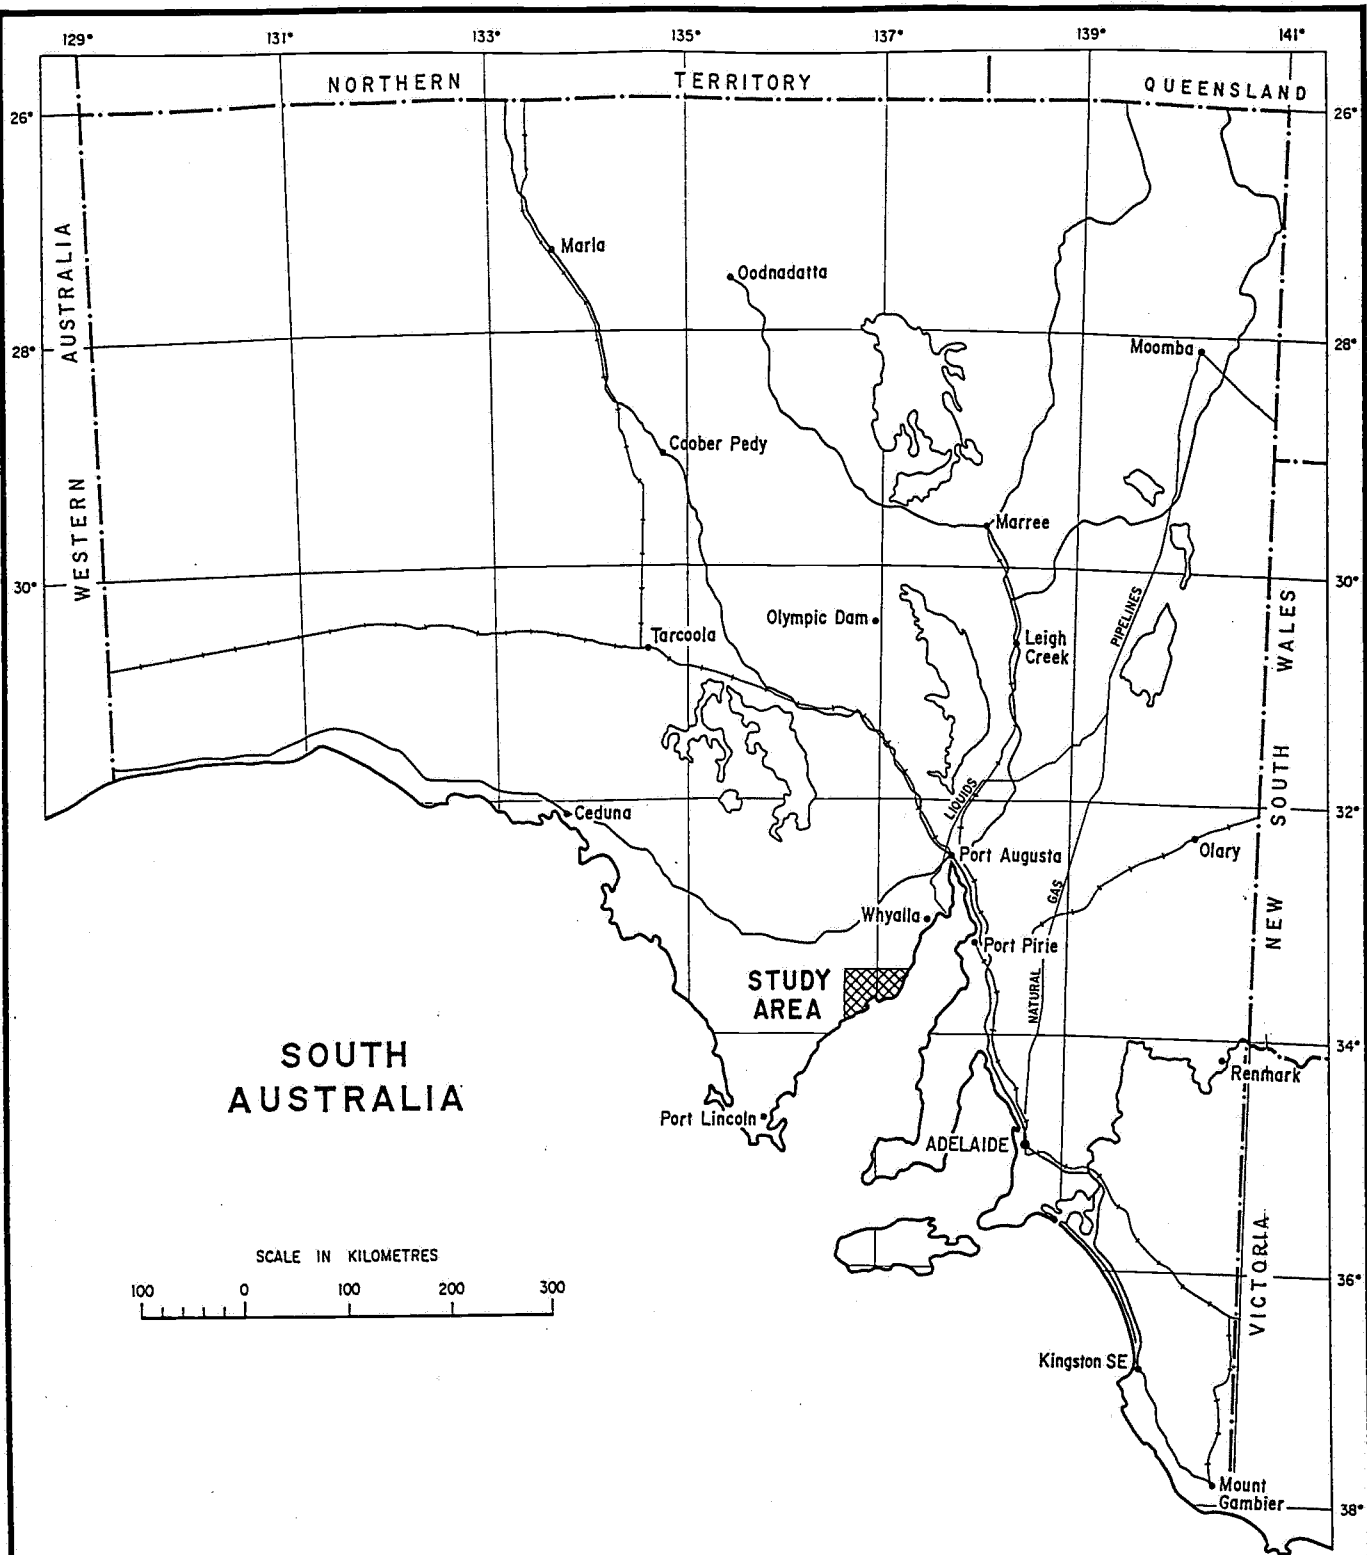 129° 131° 133° 135° 137° 139° 141°
NORTHERN TERRITORY QUEENSLAND
26° 26°
WESTERN AUSTRALIA
Marla
Oodnadatta
28° 28°
Moomba
Coober Pedy
Marree
30° 30°
Olympic Dam
PIPELINES
Tarcoola
Leigh
Creek
NEW SOUTH WALES
LIQUIDS
32°
Ceduna
Port Augusta
Olary
GAS
Whyalla
Port Pirie
NATURAL
STUDY
AREA
34°
SOUTH
AUSTRALIA
Renmark
Port Lincoln
ADELAIDE
VICTORIA
SCALE IN KILOMETRES
100 0 100 200 300
36°
Kingston SE
Mount
Gambier
38°